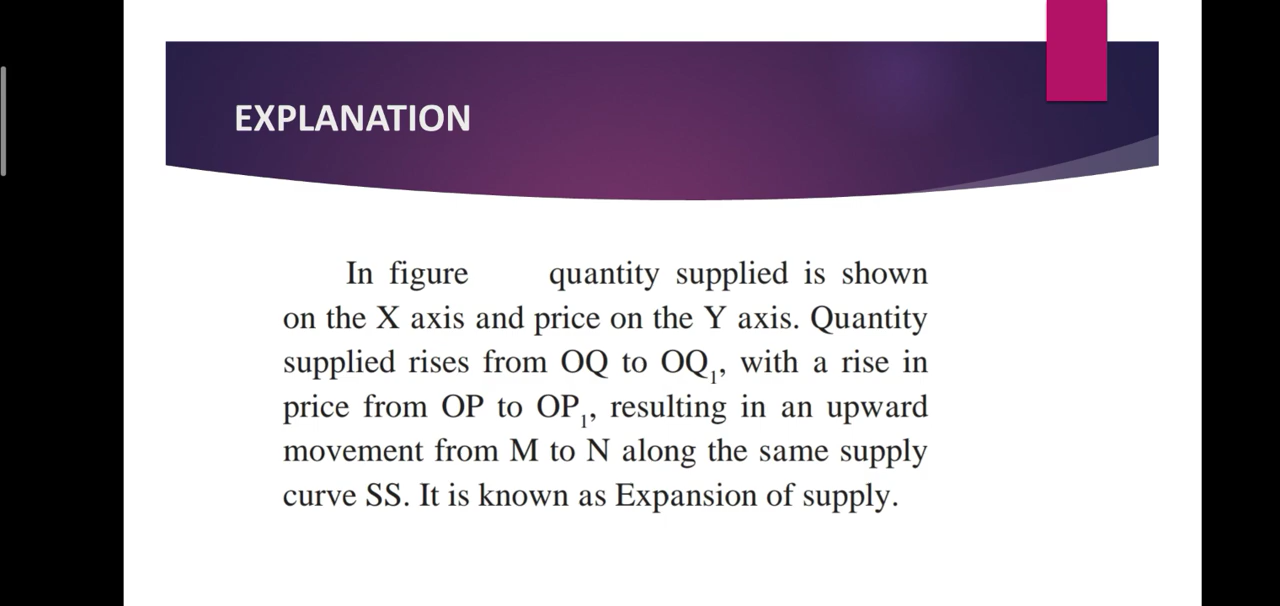 EXPLANATION
In figure quantity supplied is shown
on the X axis and price on the Y axis. Quantity
supplied rises from OQ to OQ₁, with a rise in
price from OP to OP₁, resulting in an upward
movement from M to N along the same supply
curve SS. It is known as Expansion of supply.